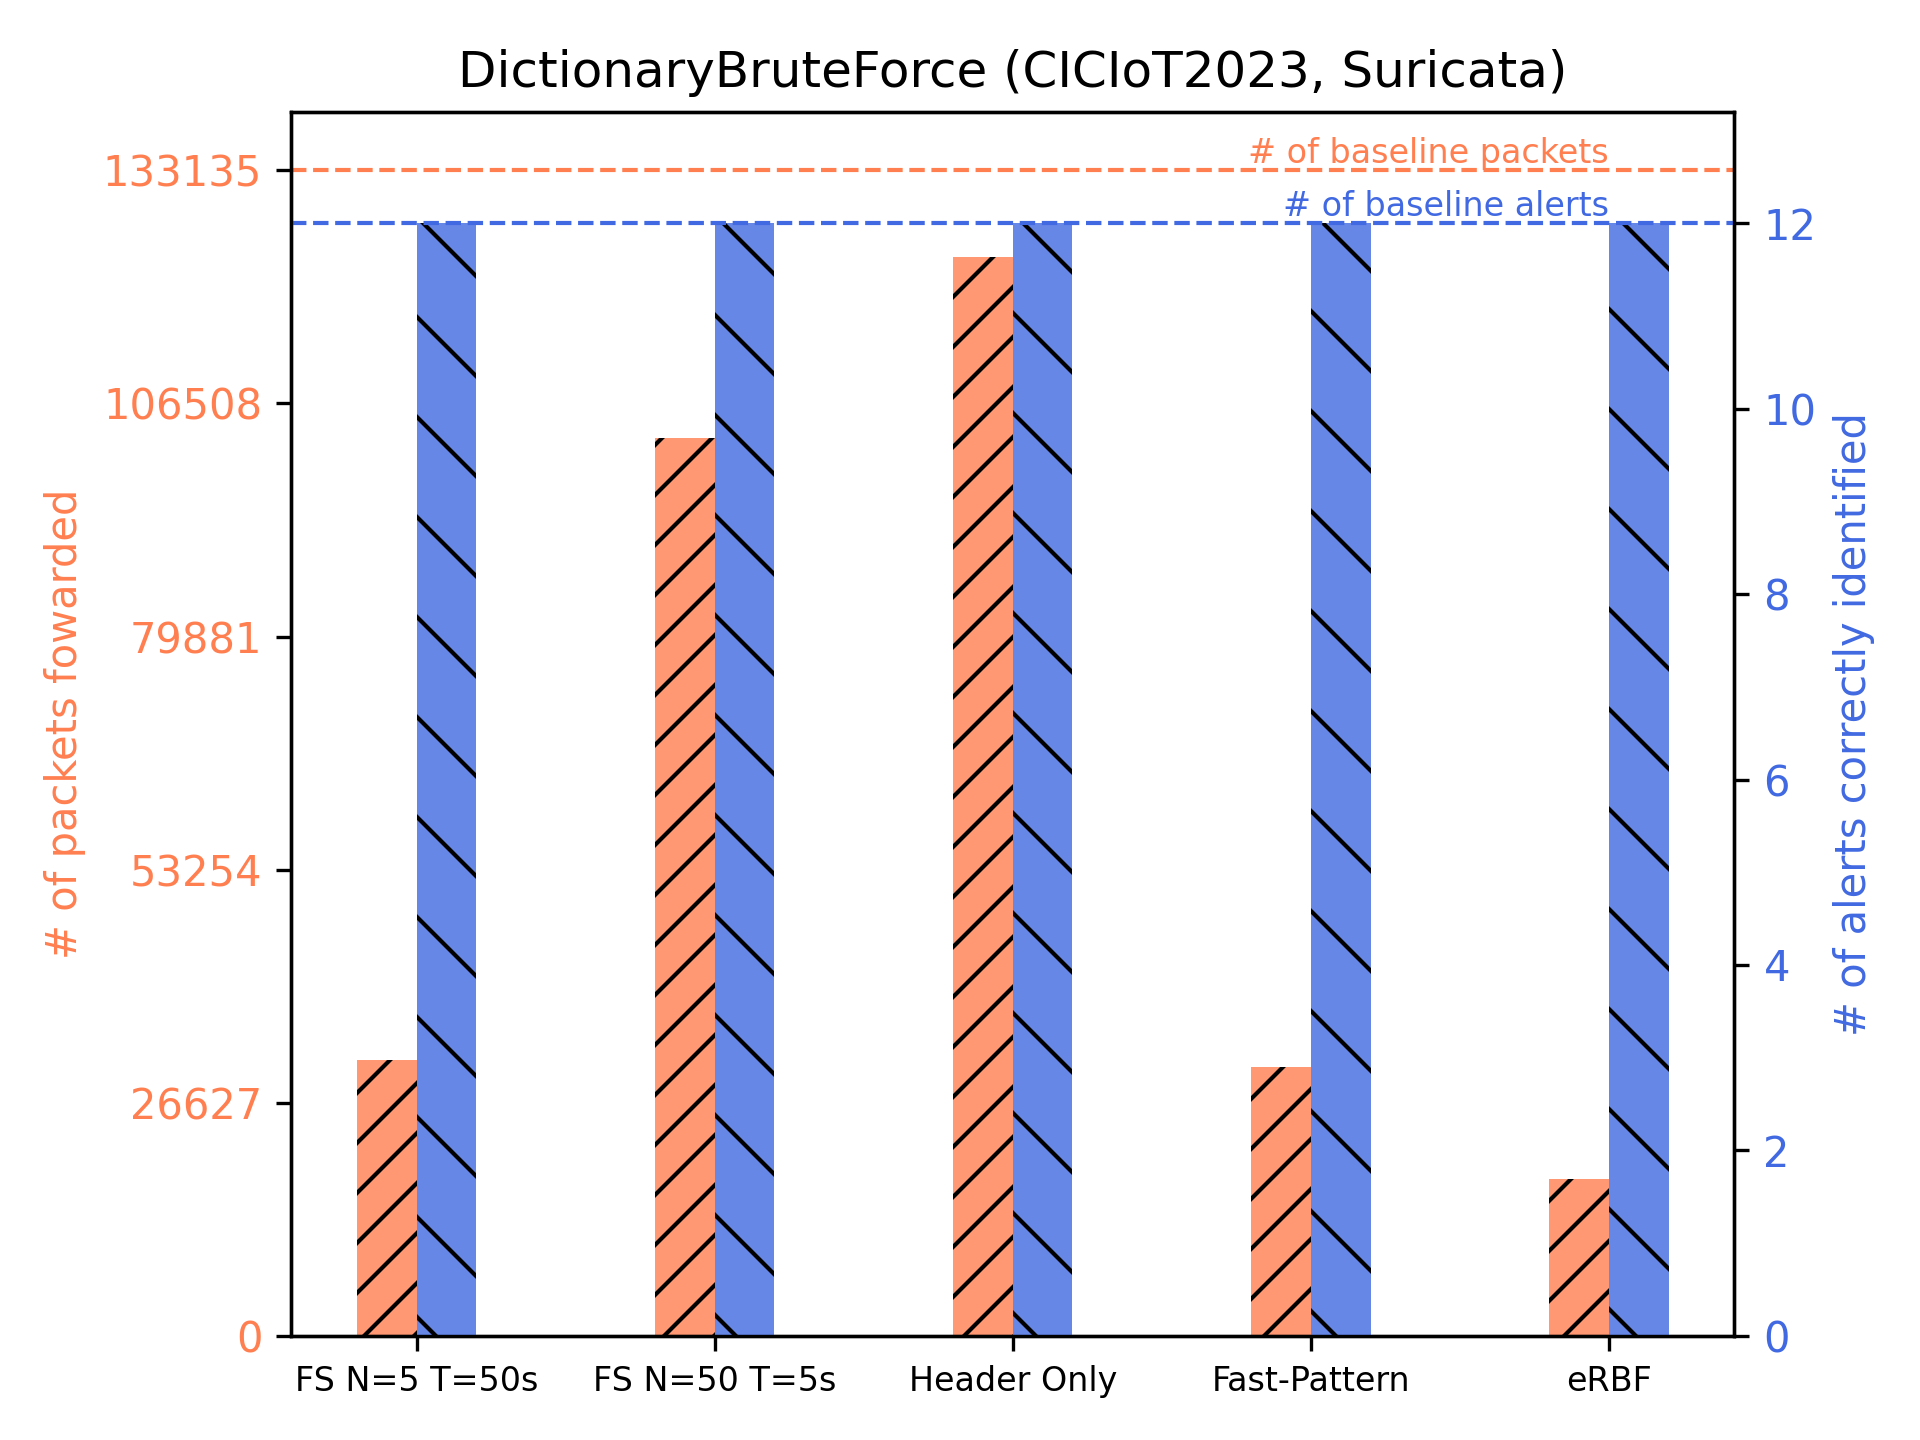 DictionaryBruteForce (CICIoT2023, Suricata)
# of baseline packets
# of baseline alerts
# of packets fowarded
133135
106508
79881
53254
26627
0
12
10
8
6
4
2
0
# of alerts correctly identified
FS N=5 T=50s
FS N=50 T=5s
Header Only
Fast-Pattern
eRBF